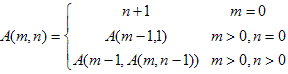 n+1 m=0
A(m,n)= A(m−1,1) m>0,n=0
A(m−1,A(m,n−1)) m>0,n>0